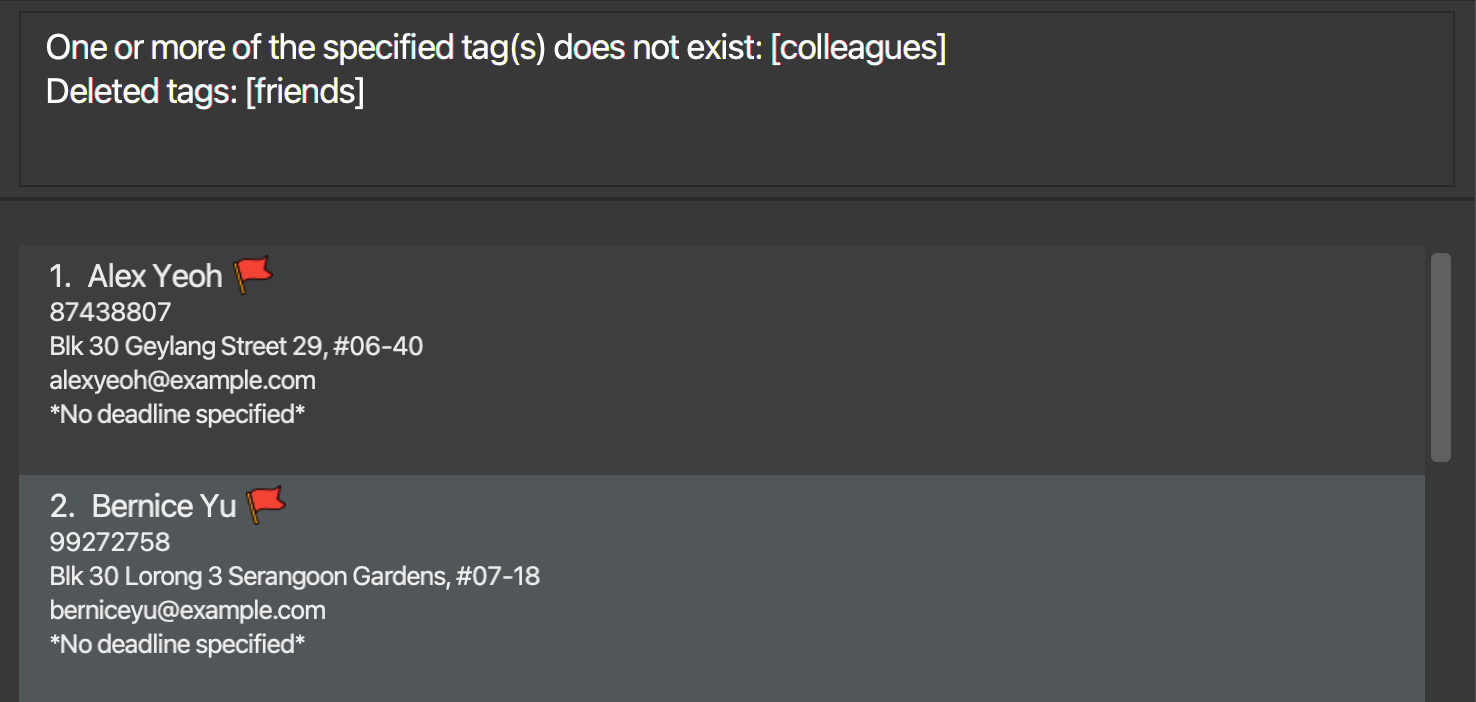 One or more of the specified tag(s) does not exist: [colleagues]
Deleted tags: [friends]
1. Alex Yeoh
87438807
Blk 30 Geylang Street 29, #06-40
alexyeoh@example.com
*No deadline specified*
2. Bernice Yu
99272758
Blk 30 Lorong 3 Serangoon Gardens, #07-18
berniceyu@example.com
*No deadline specified*